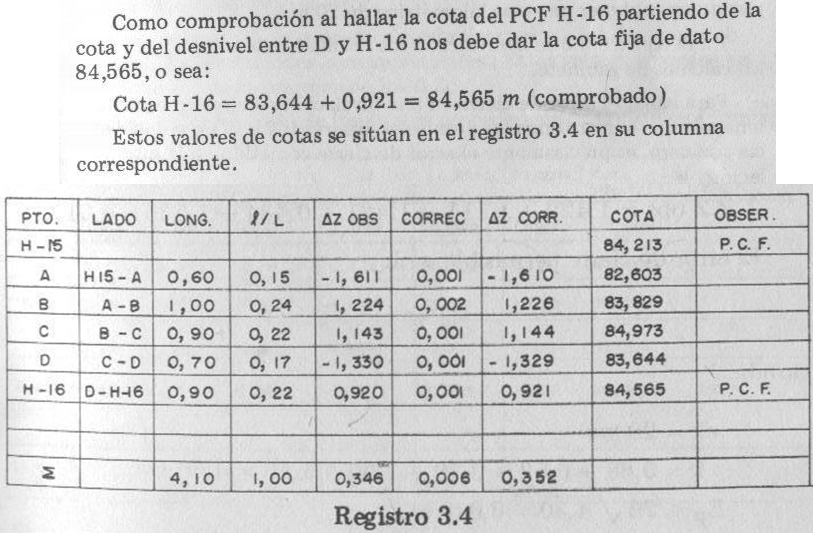 Como comprobación al hallar la cota del PCF H-16 partiendo de la
cota y del desnivel entre D y H-16 nos debe dar la cota fija de dato
84,565, o sea:
Cota H-16 = 83,644 + 0,921 = 84,565 m (comprobado)
Estos valores de cotas se sitúan en el registro 3.4 en su columna
correspondiente.
PTO. LADO LONG. ℓ/L ΔZ OBS CORREC ΔZ CORR. COTA OBSER.
H-15 84,213 P.C.F.
A H15-A 0,60 0,15 -1,611 0,001 -1,610 82,603
B A-B 1,00 0,24 1,224 0,002 1,226 83,829
C B-C 0,90 0,22 1,143 0,001 1,144 84,973
D C-D 0,70 0,17 -1,330 0,001 -1,329 83,644
H-16 D-H-16 0,90 0,22 0,920 0,001 0,921 84,565 P.C.F.
Σ 4,10 1,00 0,346 0,006 0,352
Registro 3.4